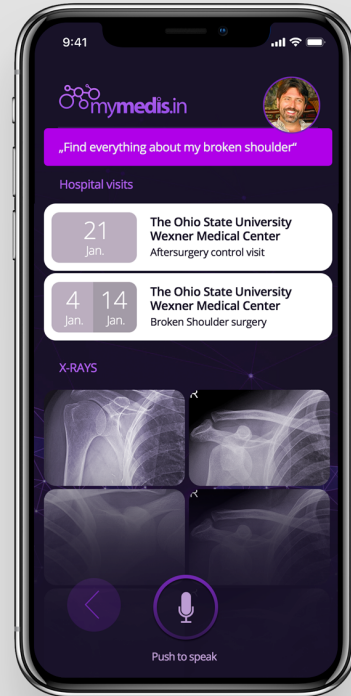 9:41
mymedis.in
„Find everything about my broken shoulder“
Hospital visits
21
Jan.
The Ohio State University
Wexner Medical Center
Aftersurgery control visit
4
Jan.
14
Jan.
The Ohio State University
Wexner Medical Center
Broken Shoulder surgery
X-RAYS
R
R
Push to speak